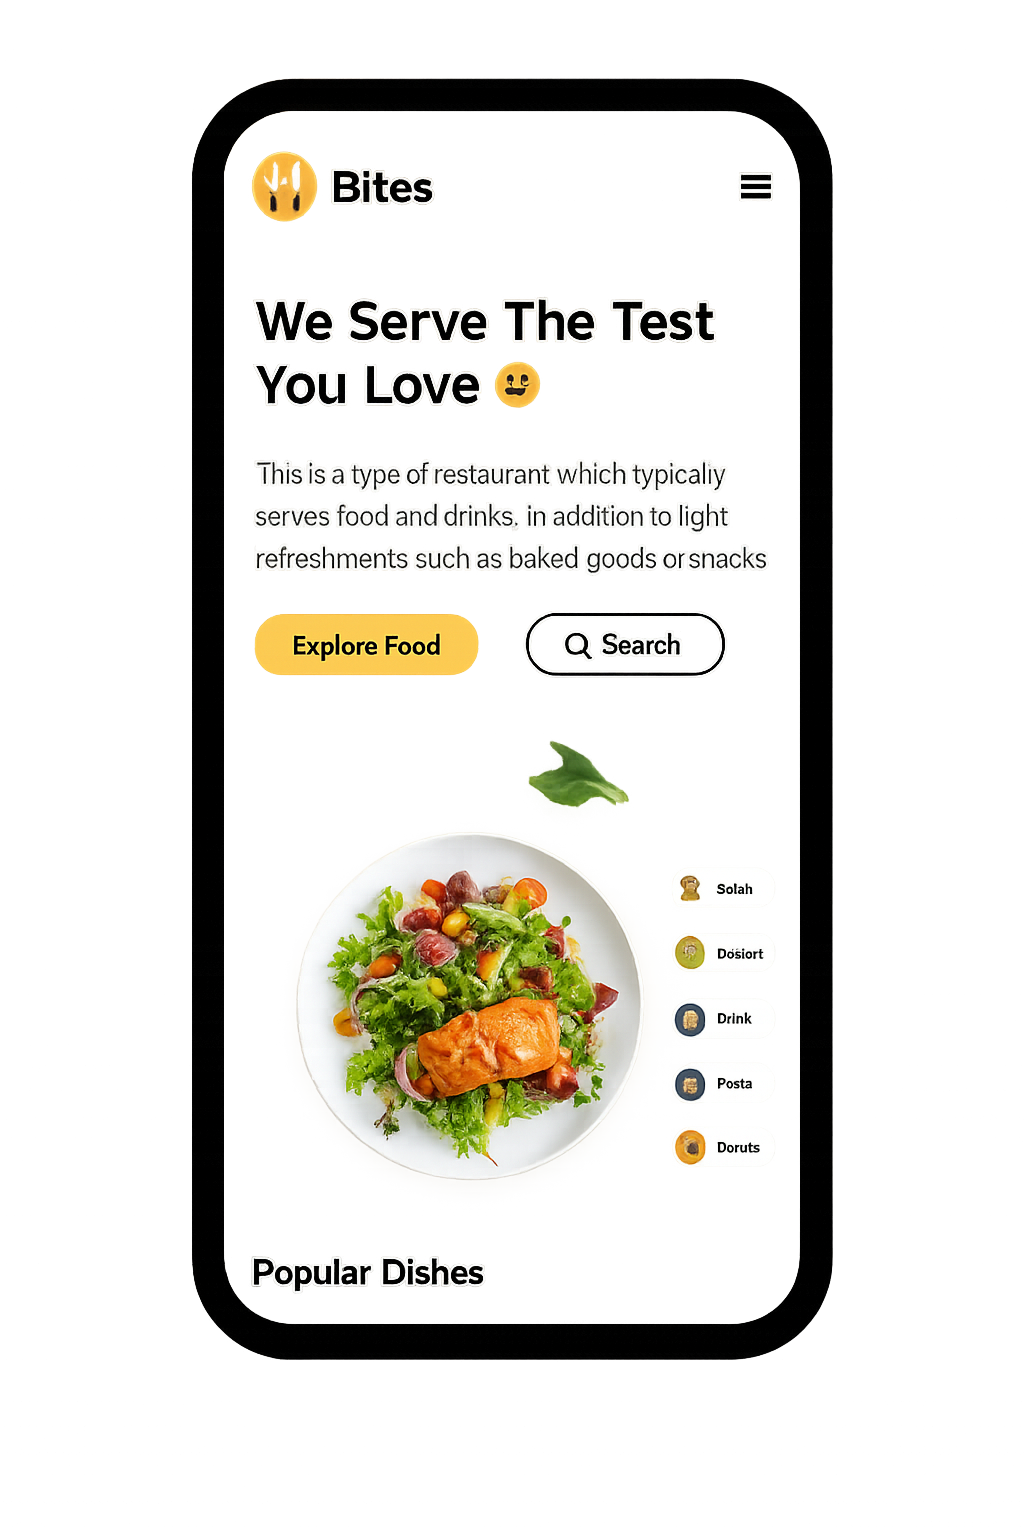 Bites
We Serve The Test
You Love
This is a type of restaurant which typically
serves food and drinks. in addition to light
refreshments such as baked goods or snacks
Explore Food
Search
Solah
Dosiort
Drink
Posta
Doruts
Popular Dishes